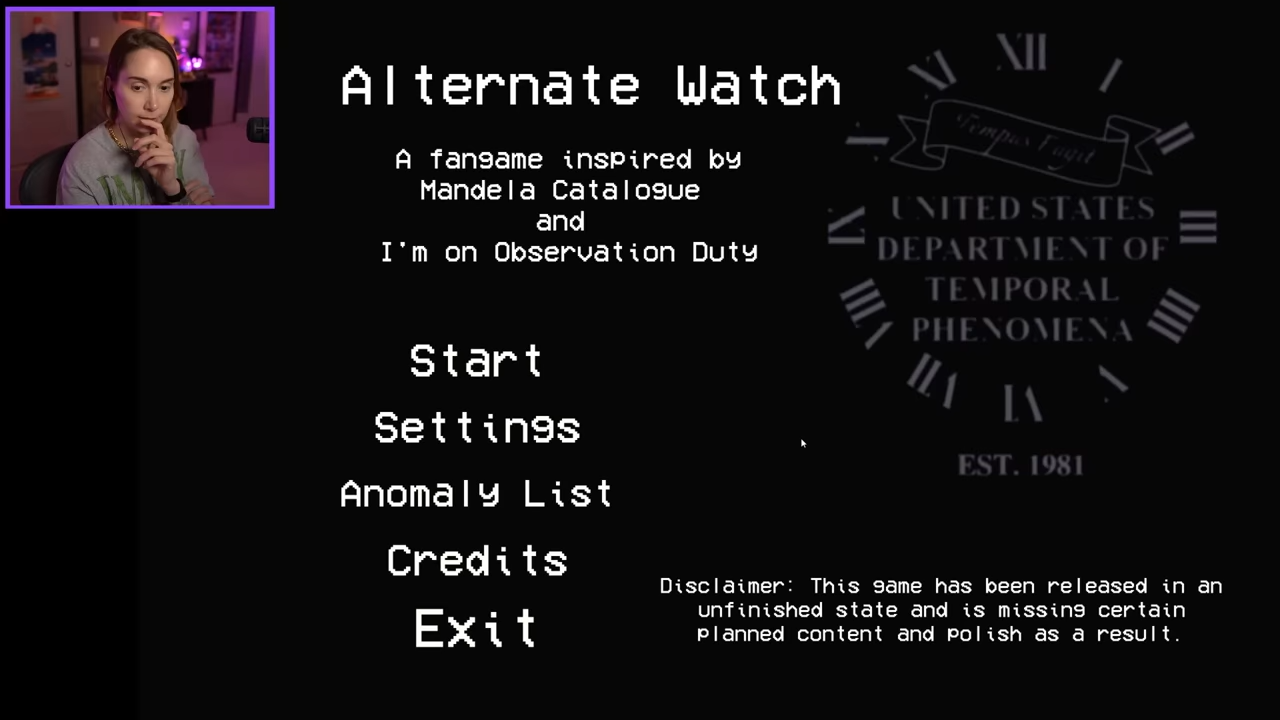 Alternate Watch
A fangame inspired by
Mandela Catalogue
and
I'm on Observation Duty
Start
Settings
Anomaly List
Credits
Exit
XII
I
Tempus Fugit
UNITED STATES
DEPARTMENT OF
TEMPORAL
PHENOMENA
III
VI
EST. 1981
Disclaimer: This game has been released in an
unfinished state and is missing certain
planned content and polish as a result.